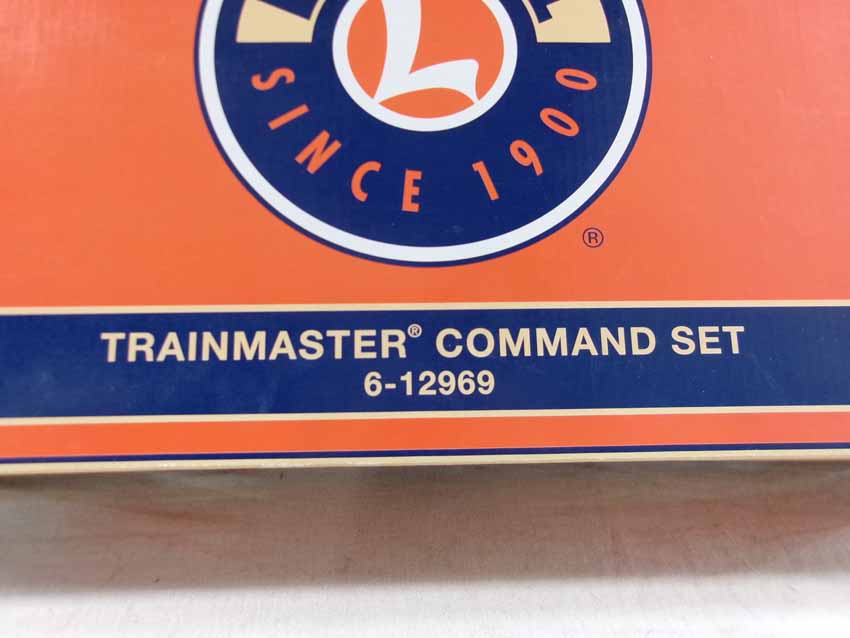 L
SINCE 1900
®
TRAINMASTER® COMMAND SET
6-12969